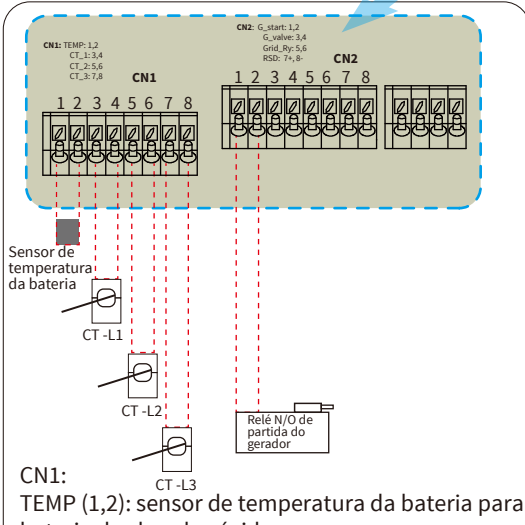 CN1: TEMP: 1,2
CT_1: 3,4
CT_2: 5,6
CT_3: 7,8
CN1
1 2 3 4 5 6 7 8
CN2: G_start: 1,2
G_valve: 3,4
Grid_Ry: 5,6
RSD: 7+, 8-
CN2
1 2 3 4 5 6 7 8
Sensor de
temperatura
da bateria
CT -L1
CT -L2
CT -L3
Relé N/O de
partida do
gerador
CN1:
TEMP (1,2): sensor de temperatura da bateria para